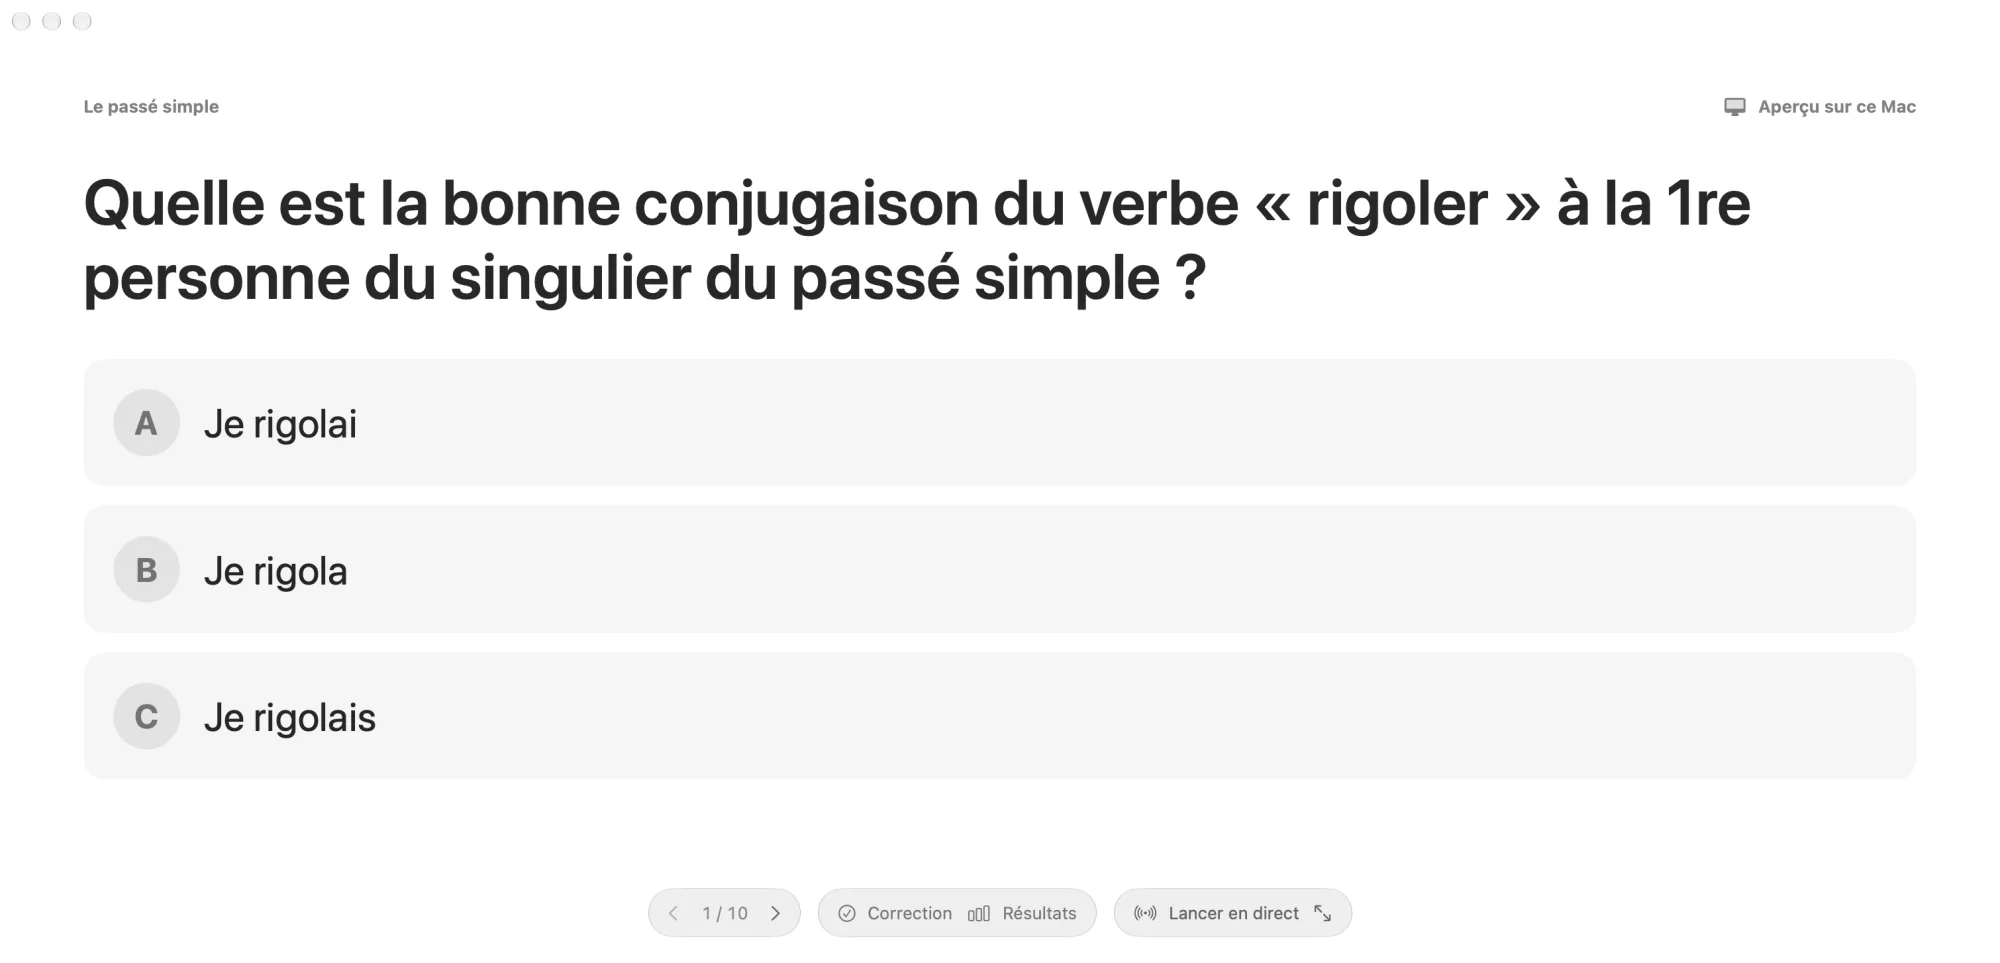 Le passé simple
Aperçu sur ce Mac
Quelle est la bonne conjugaison du verbe « rigoler » à la 1re
personne du singulier du passé simple ?
A Je rigolai
B Je rigola
C Je rigolais
1 / 10 Correction Résultats Lancer en direct